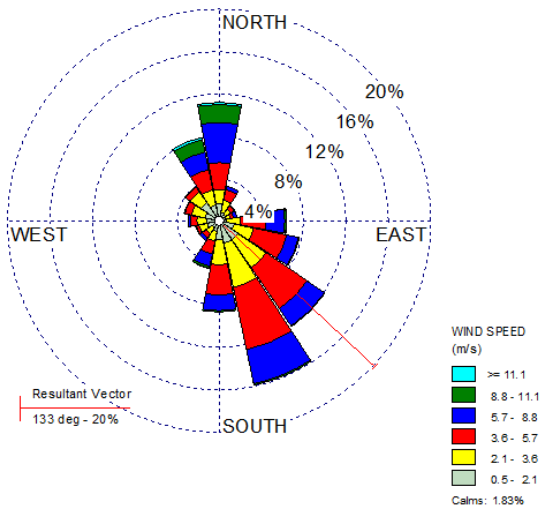 NORTH
20%
16%
12%
8%
4%
WEST
EAST
WIND SPEED
(m/s)
>= 11.1
8.8 - 11.1
5.7 - 8.8
3.6 - 5.7
2.1 - 3.6
0.5 - 2.1
Calms: 1.83%
Resultant Vector
133 deg - 20%
SOUTH